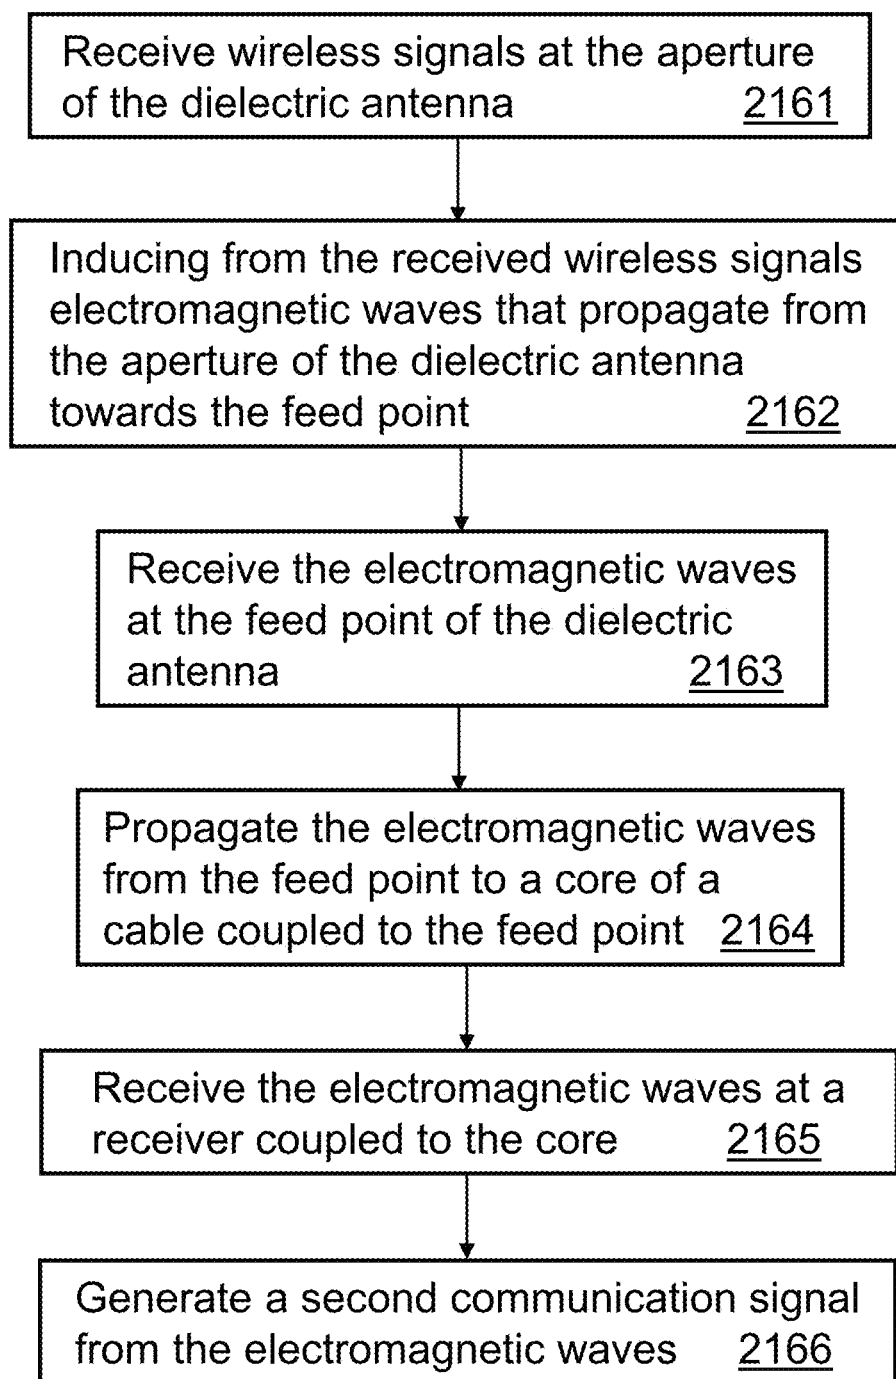 Receive wireless signals at the aperture
of the dielectric antenna 2161
Inducing from the received wireless signals
electromagnetic waves that propagate from
the aperture of the dielectric antenna
towards the feed point 2162
Receive the electromagnetic waves
at the feed point of the dielectric
antenna 2163
Propagate the electromagnetic waves
from the feed point to a core of a
cable coupled to the feed point 2164
Receive the electromagnetic waves at a
receiver coupled to the core 2165
Generate a second communication signal
from the electromagnetic waves 2166